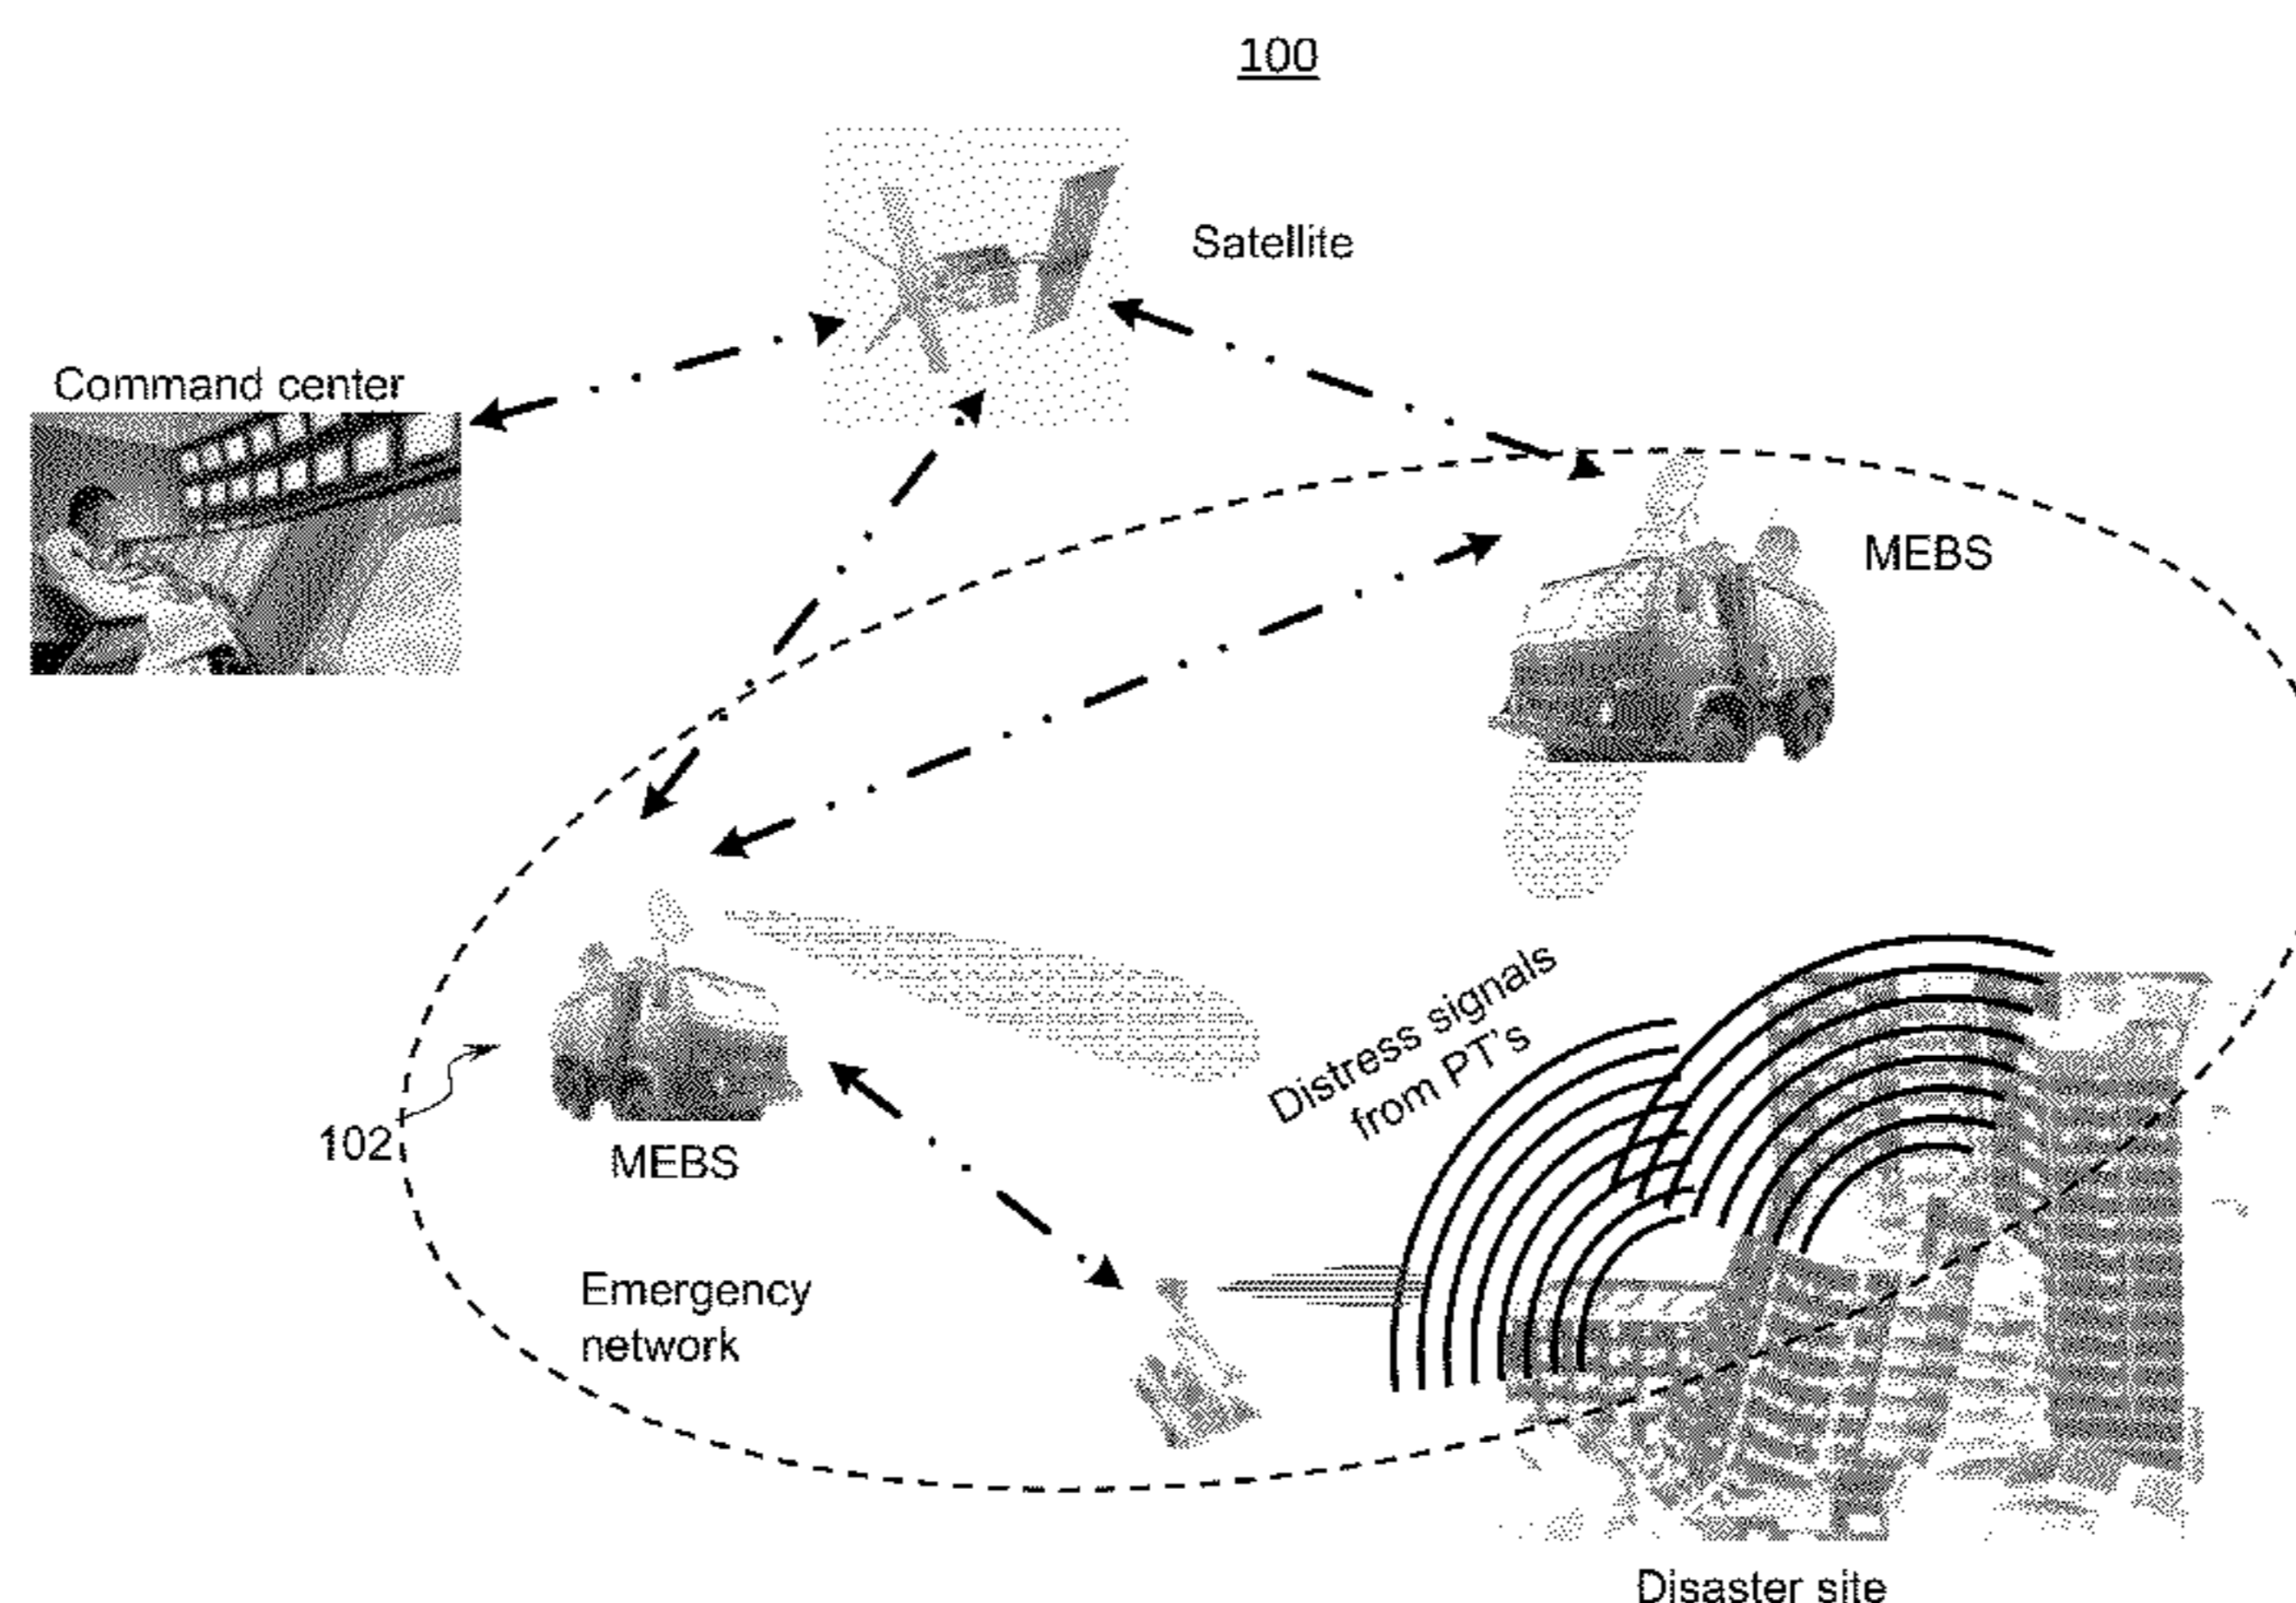 100
Satellite
Command center
MEBS
Distress signals
from PT's
102
MEBS
Emergency
network
Disaster site